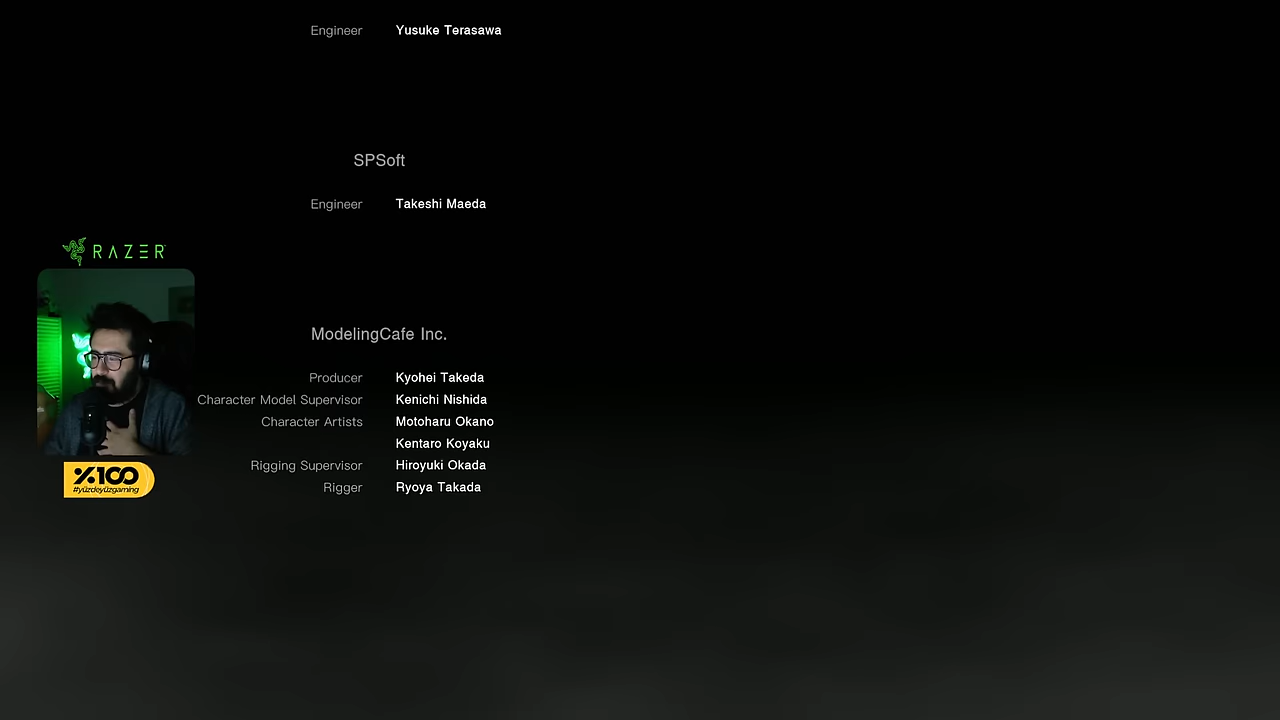 Engineer Yusuke Terasawa
SPSoft
Engineer Takeshi Maeda
RAZER
ModelingCafe Inc.
Producer Kyohei Takeda
Character Model Supervisor Kenichi Nishida
Character Artists Motoharu Okano
Kentaro Koyaku
Rigging Supervisor Hiroyuki Okada
Rigger Ryoya Takada
%100
#yüzdeyüzgaming